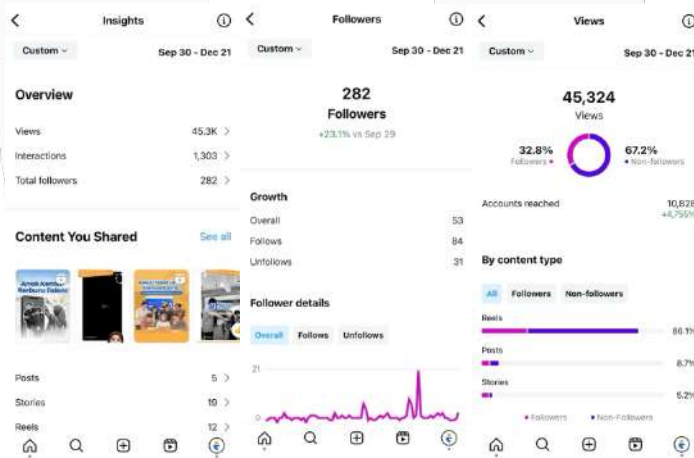 Insights
Custom
Sep 30 - Dec 21
Overview
Views 45.3K
Interactions 1,303
Total followers 282
Content You Shared See all
Posts 5
Stories 19
Reels 12
Followers
Custom
Sep 30 - Dec 21
282
Followers
+23.1% vs Sep 29
Growth
Overall 53
Follows 84
Unfollows 31
Follower details
Overall Follows Unfollows
21
0
Views
Custom
Sep 30 - Dec 21
45,324
Views
32.8%
Followers
67.2%
Non-followers
Accounts reached 10,828
+4,755%
By content type
All Followers Non-followers
Reels
86.1%
Posts
8.7%
Stories
5.2%
Followers Non-Followers